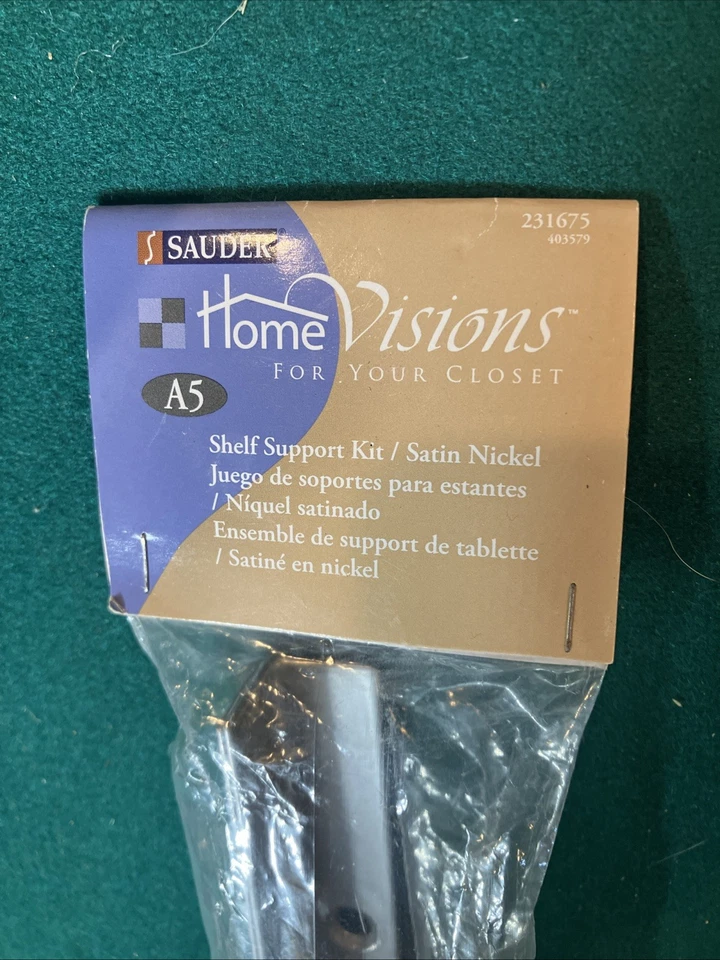 231675
403579
SAUDER
Home Visions™
FOR YOUR CLOSET
A5
Shelf Support Kit / Satin Nickel
Juego de soportes para estantes
/ Níquel satinado
Ensemble de support de tablette
/ Satiné en nickel